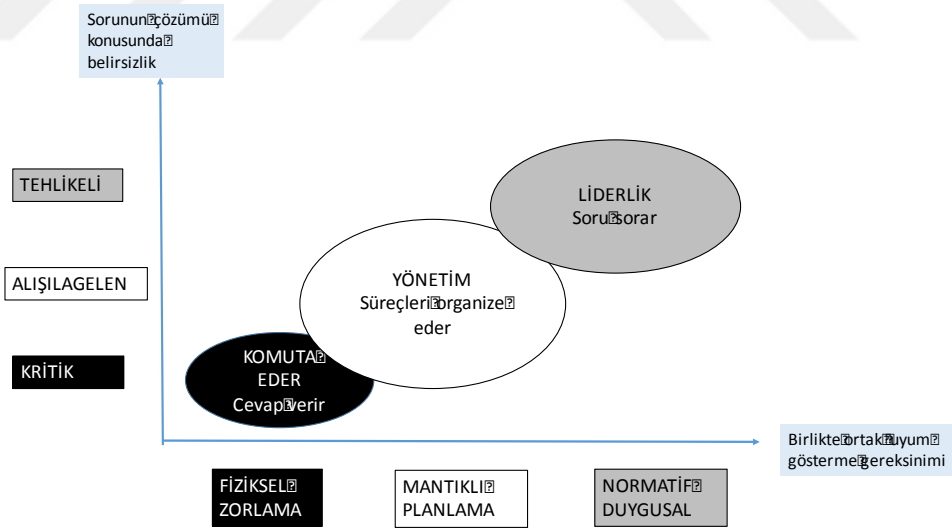 Sorunun çözümü
konusunda
belirsizlik
TEHLİKELİ
LİDERLİK
Soru sorar
ALIŞILAGELEN
YÖNETİM
Süreçleri organize
eder
KRİTİK
KOMUTA
EDER
Cevap verir
Birlikte ortak uyum
gösterme gereksinimi
FİZİKSEL
ZORLAMA
MANTIKLI
PLANLAMA
NORMATİF
DUYGUSAL